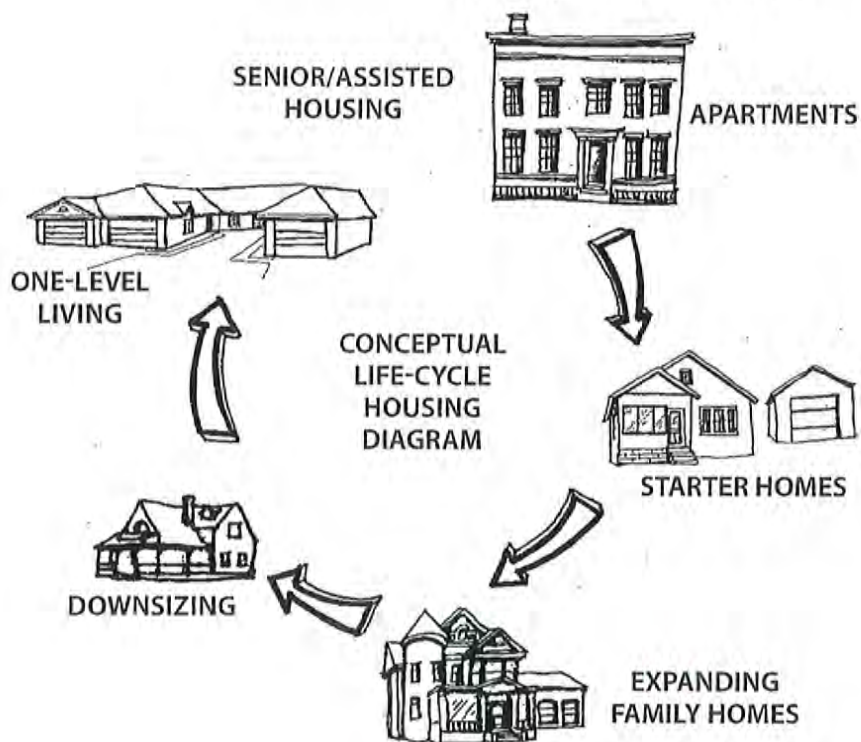 SENIOR/ASSISTED
HOUSING
APARTMENTS
ONE-LEVEL
LIVING
CONCEPTUAL
LIFE-CYCLE
HOUSING
DIAGRAM
STARTER HOMES
DOWNSIZING
EXPANDING
FAMILY HOMES